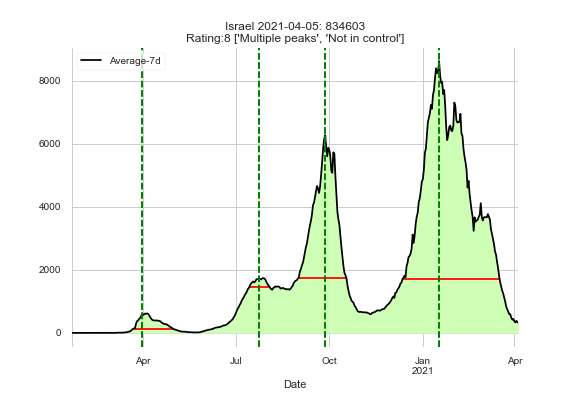 Israel 2021-04-05: 834603
Rating:8 ['Multiple peaks', 'Not in control']
Average-7d
8000
6000
4000
2000
0
Apr Jul Oct Jan Apr
2021
Date